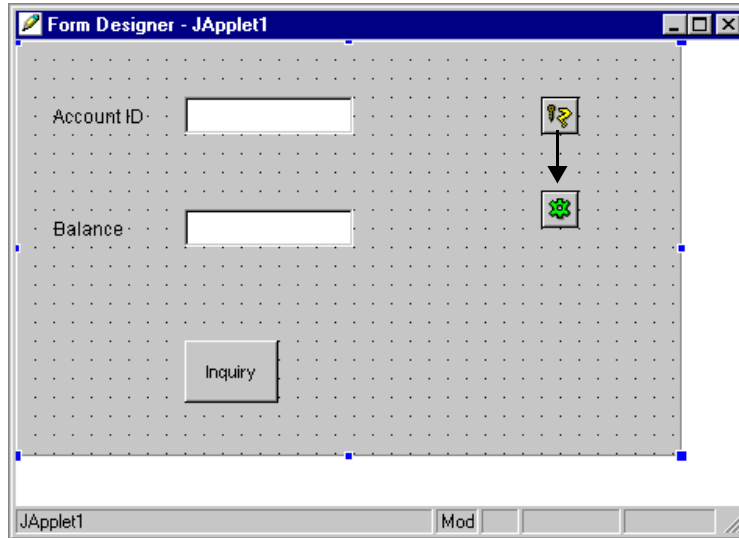 Form Designer - JApplet1
Account ID
Balance
Inquiry
JApplet1
Mod